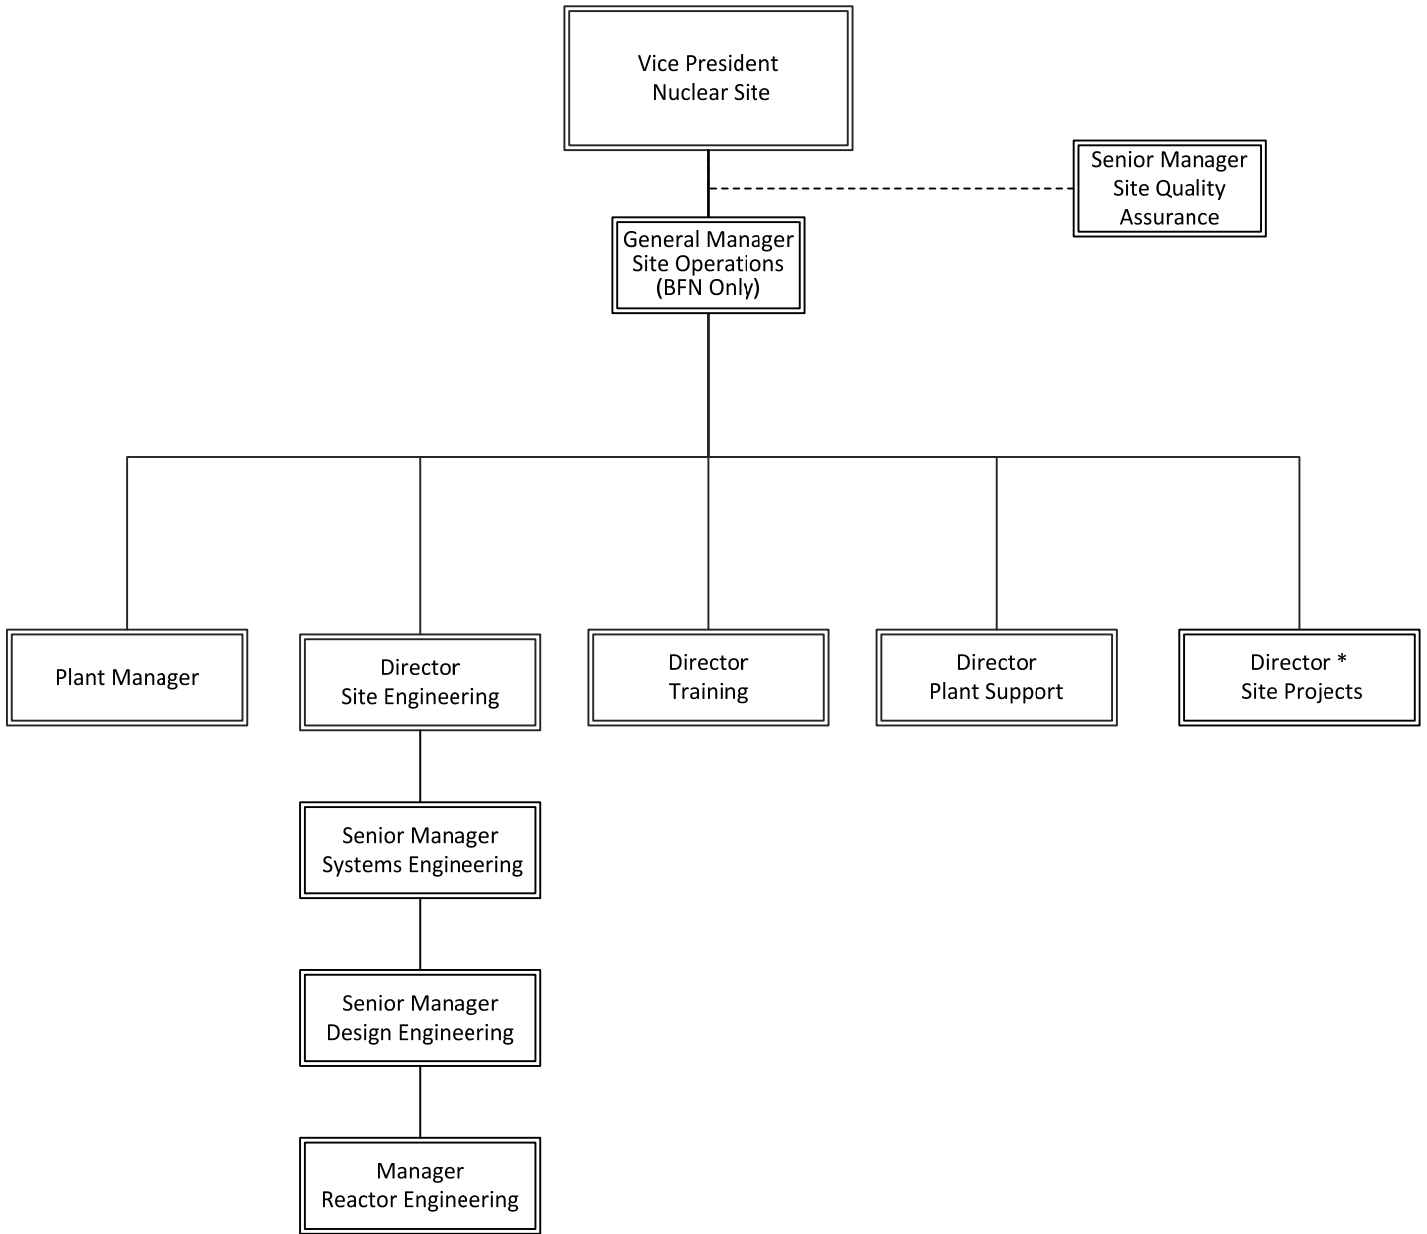 Vice President
Nuclear Site
Senior Manager
Site Quality
Assurance
General Manager
Site Operations
(BFN Only)
Plant Manager
Director
Site Engineering
Director
Training
Director
Plant Support
Director *
Site Projects
Senior Manager
Systems Engineering
Senior Manager
Design Engineering
Manager
Reactor Engineering